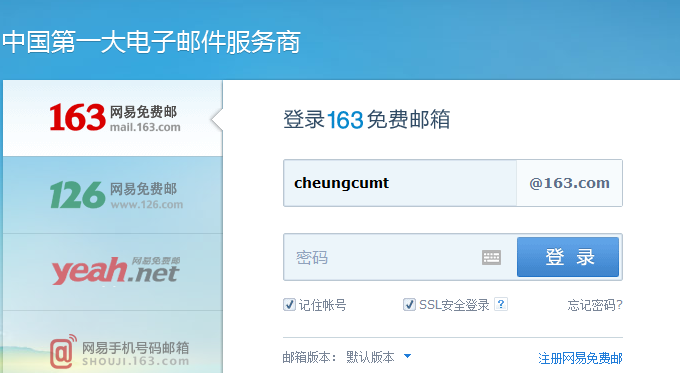 中国第一大电子邮件服务商
163 网易免费邮
mail.163.com
126 网易免费邮
www.126.com
网易免费邮
yeah.net
网易手机号码邮箱
SHOUJI.163.com
登录163免费邮箱
cheungcumt @163.com
密码 登 录
记住帐号 SSL安全登录 ? 忘记密码?
邮箱版本: 默认版本 注册网易免费邮